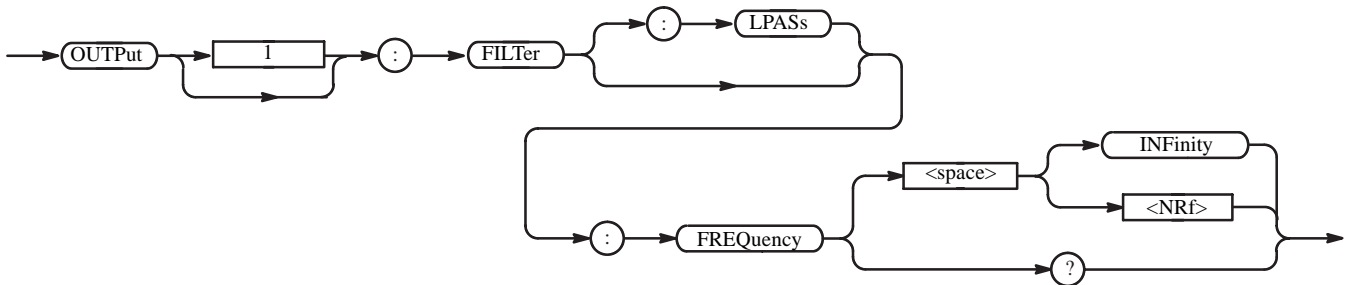 : LPASs
OUTPut 1 : FILTer
INFinity
<space>
<NRf>
: FREQuency
?